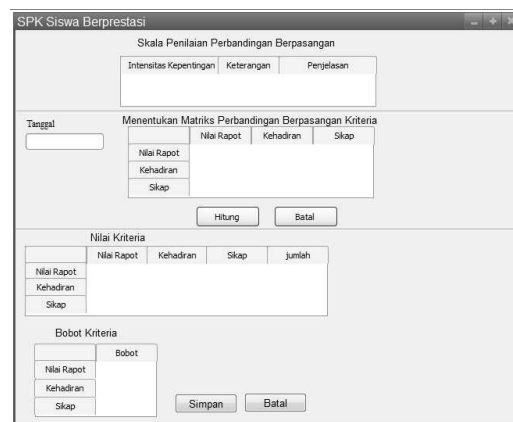 SPK Siswa Berprestasi
Skala Penilaian Perbandingan Berpasangan
Intensitas Kepentingan Keterangan Penjelasan
Tanggal
Menentukan Matriks Perbandingan Berpasangan Kriteria
Nilai Rapot Kehadiran Sikap
Nilai Rapot
Kehadiran
Sikap
Hitung Batal
Nilai Kriteria
Nilai Rapot Kehadiran Sikap jumlah
Nilai Rapot
Kehadiran
Sikap
Bobot Kriteria
Bobot
Nilai Rapot
Kehadiran
Sikap
Simpan Batal